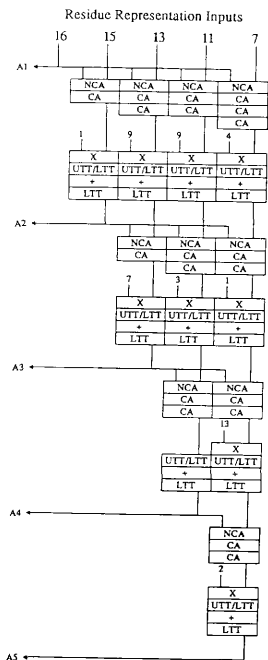 Residue Representation Inputs
16 15 13 11 7
A1
NCA NCA NCA NCA
CA CA CA CA
CA CA CA
CA
1 9 9 4
X X X X
UTT/LTT UTT/LTT UTT/LTT UTT/LTT
+ + + +
LTT LTT LTT LTT
A2
NCA NCA NCA
CA CA CA
CA CA
7 3 1
X X X
UTT/LTT UTT/LTT UTT/LTT
+ + +
LTT LTT LTT
A3
NCA NCA
CA CA
CA CA
13
X
UTT/LTT UTT/LTT
+ +
LTT LTT
A4
NCA
CA
CA
2
X
UTT/LTT
+
LTT
A5